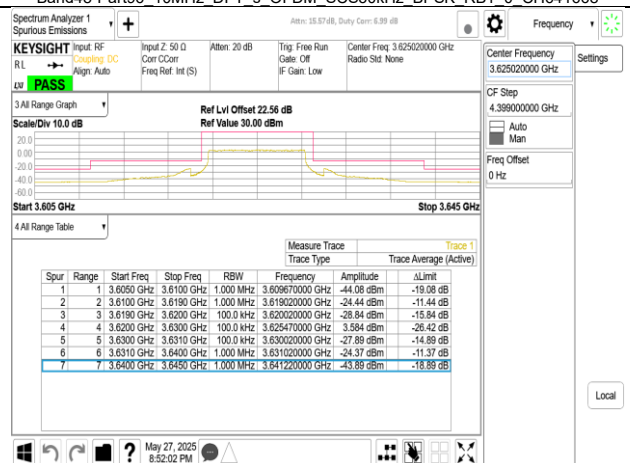 Spectrum Analyzer 1
Spurious Emissions
Attn: 15.57dB, Duty Corr: 6.99 dB
Frequency
KEYSIGHT
RL
LXI
PASS
Input: RF
Coupling: DC
Align: Auto
Input Z: 50 Ω
Corr CCorr
Freq Ref: Int (S)
Atten: 20 dB
Trig: Free Run
Gate: Off
IF Gain: Low
Center Freq: 3.625020000 GHz
Radio Std: None
Center Frequency
3.625020000 GHz
Settings
CF Step
4.399000000 GHz
Auto
Man
Freq Offset
0 Hz
3 All Range Graph
Scale/Div 10.0 dB
Ref Lvl Offset 22.56 dB
Ref Value 30.00 dBm
20.0
0.00
-20.0
-40.0
-60.0
Start 3.605 GHz
Stop 3.645 GHz
4 All Range Table
Measure Trace Trace 1
Trace Type Trace Average (Active)
Spur Range Start Freq Stop Freq RBW Frequency Amplitude ΔLimit
1 1 3.6050 GHz 3.6100 GHz 1.000 MHz 3.609670000 GHz -44.08 dBm -19.08 dB
2 2 3.6100 GHz 3.6190 GHz 1.000 MHz 3.619020000 GHz -24.44 dBm -11.44 dB
3 3 3.6190 GHz 3.6200 GHz 100.0 kHz 3.620020000 GHz -28.84 dBm -15.84 dB
4 4 3.6200 GHz 3.6300 GHz 100.0 kHz 3.625470000 GHz 3.584 dBm -26.42 dB
5 5 3.6300 GHz 3.6310 GHz 100.0 kHz 3.630020000 GHz -27.89 dBm -14.89 dB
6 6 3.6310 GHz 3.6400 GHz 1.000 MHz 3.631020000 GHz -24.37 dBm -11.37 dB
7 7 3.6400 GHz 3.6450 GHz 1.000 MHz 3.641220000 GHz -43.89 dBm -18.89 dB
Local
May 27, 2025
8:52:02 PM